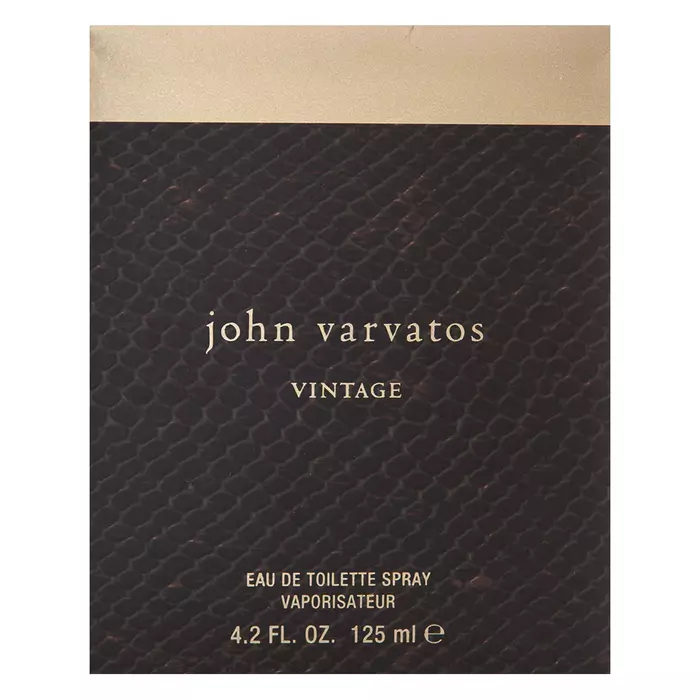 john varvatos
VINTAGE
EAU DE TOILETTE SPRAY
VAPORISATEUR
4.2 FL. OZ. 125 ml ℮